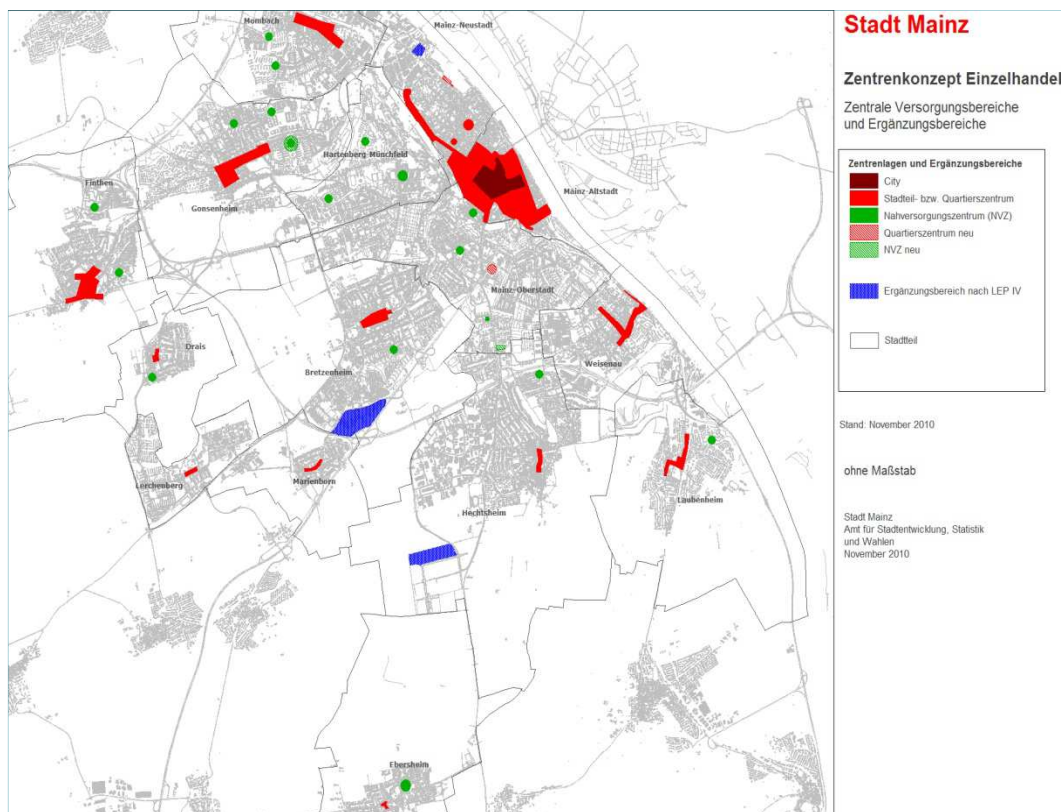 Stadt Mainz
Zentrenkonzept Einzelhandel
Zentrale Versorgungsbereiche
und Ergänzungsbereiche
Zentrenlagen und Ergänzungsbereiche
City
Stadtteil- bzw. Quartierszentrum
Nahversorgungszentrum (NVZ)
Quartierszentrum neu
NVZ neu
Ergänzungsbereich nach LEP IV
Stadtteil
Stand: November 2010
ohne Maßstab
Stadt Mainz
Amt für Stadtentwicklung, Statistik
und Wahlen
November 2010
Mombach
Mainz-Neustadt
Hartenberg-Münchfeld
Finthen
Gonsenheim
Mainz-Altstadt
Mainz-Oberstadt
Drais
Bretzenheim
Weisenau
Lerchenberg
Marienborn
Hechtsheim
Laubenheim
Ebersheim